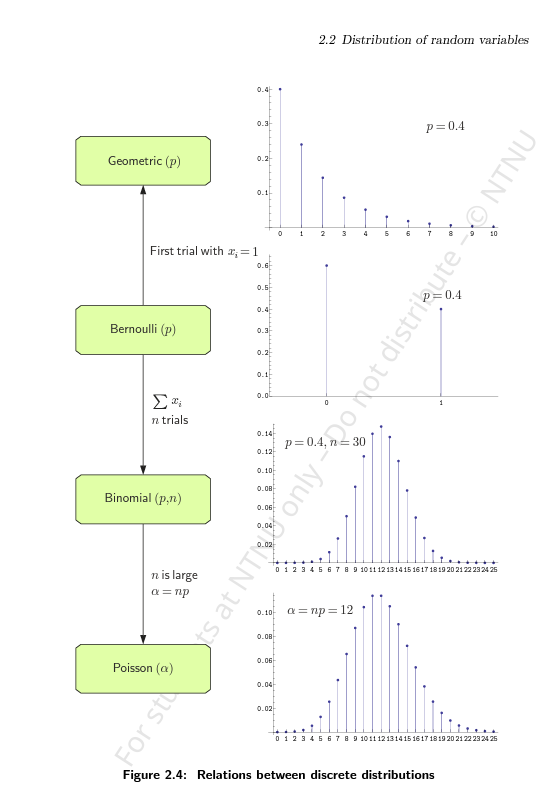 2.2 Distribution of random variables
Geometric (p)
First trial with x_i = 1
Bernoulli (p)
∑ x_i
n trials
Binomial (p,n)
n is large
α = np
Poisson (α)
0.4
0.3
0.2
0.1
p = 0.4
0 1 2 3 4 5 6 7 8 9 10
0.6
0.5
0.4
0.3
0.2
0.1
0.0
p = 0.4
0 1
0.14
0.12
0.10
0.08
0.06
0.04
0.02
p = 0.4, n = 30
0 1 2 3 4 5 6 7 8 9 10 11 12 13 14 15 16 17 18 19 20 21 22 23 24 25
0.10
0.08
0.06
0.04
0.02
α = np = 12
0 1 2 3 4 5 6 7 8 9 10 11 12 13 14 15 16 17 18 19 20 21 22 23 24 25
Figure 2.4: Relations between discrete distributions
For students at NTNU only – Do not distribute – © NTNU